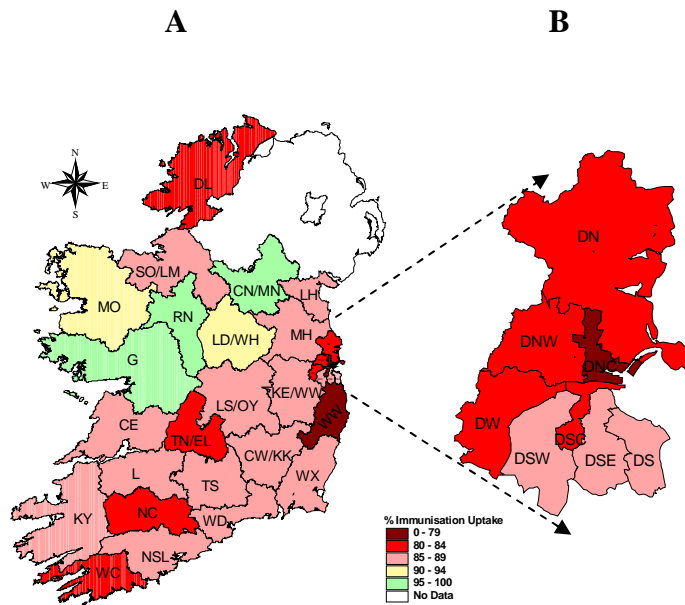 A
B
N
W E
S
DL
SO/LM
CN/MN
MO
RN
LH
LD/WH
MH
G
KE/WW
LS/OY
WW
CE
TN/EL
CW/KK
L
TS
WX
NC
KY
WD
NSL
WC
DN
DNW
DNC
DW
DSC
DSW
DSE
DS
% Immunisation Uptake
0 - 79
80 - 84
85 - 89
90 - 94
95 - 100
No Data